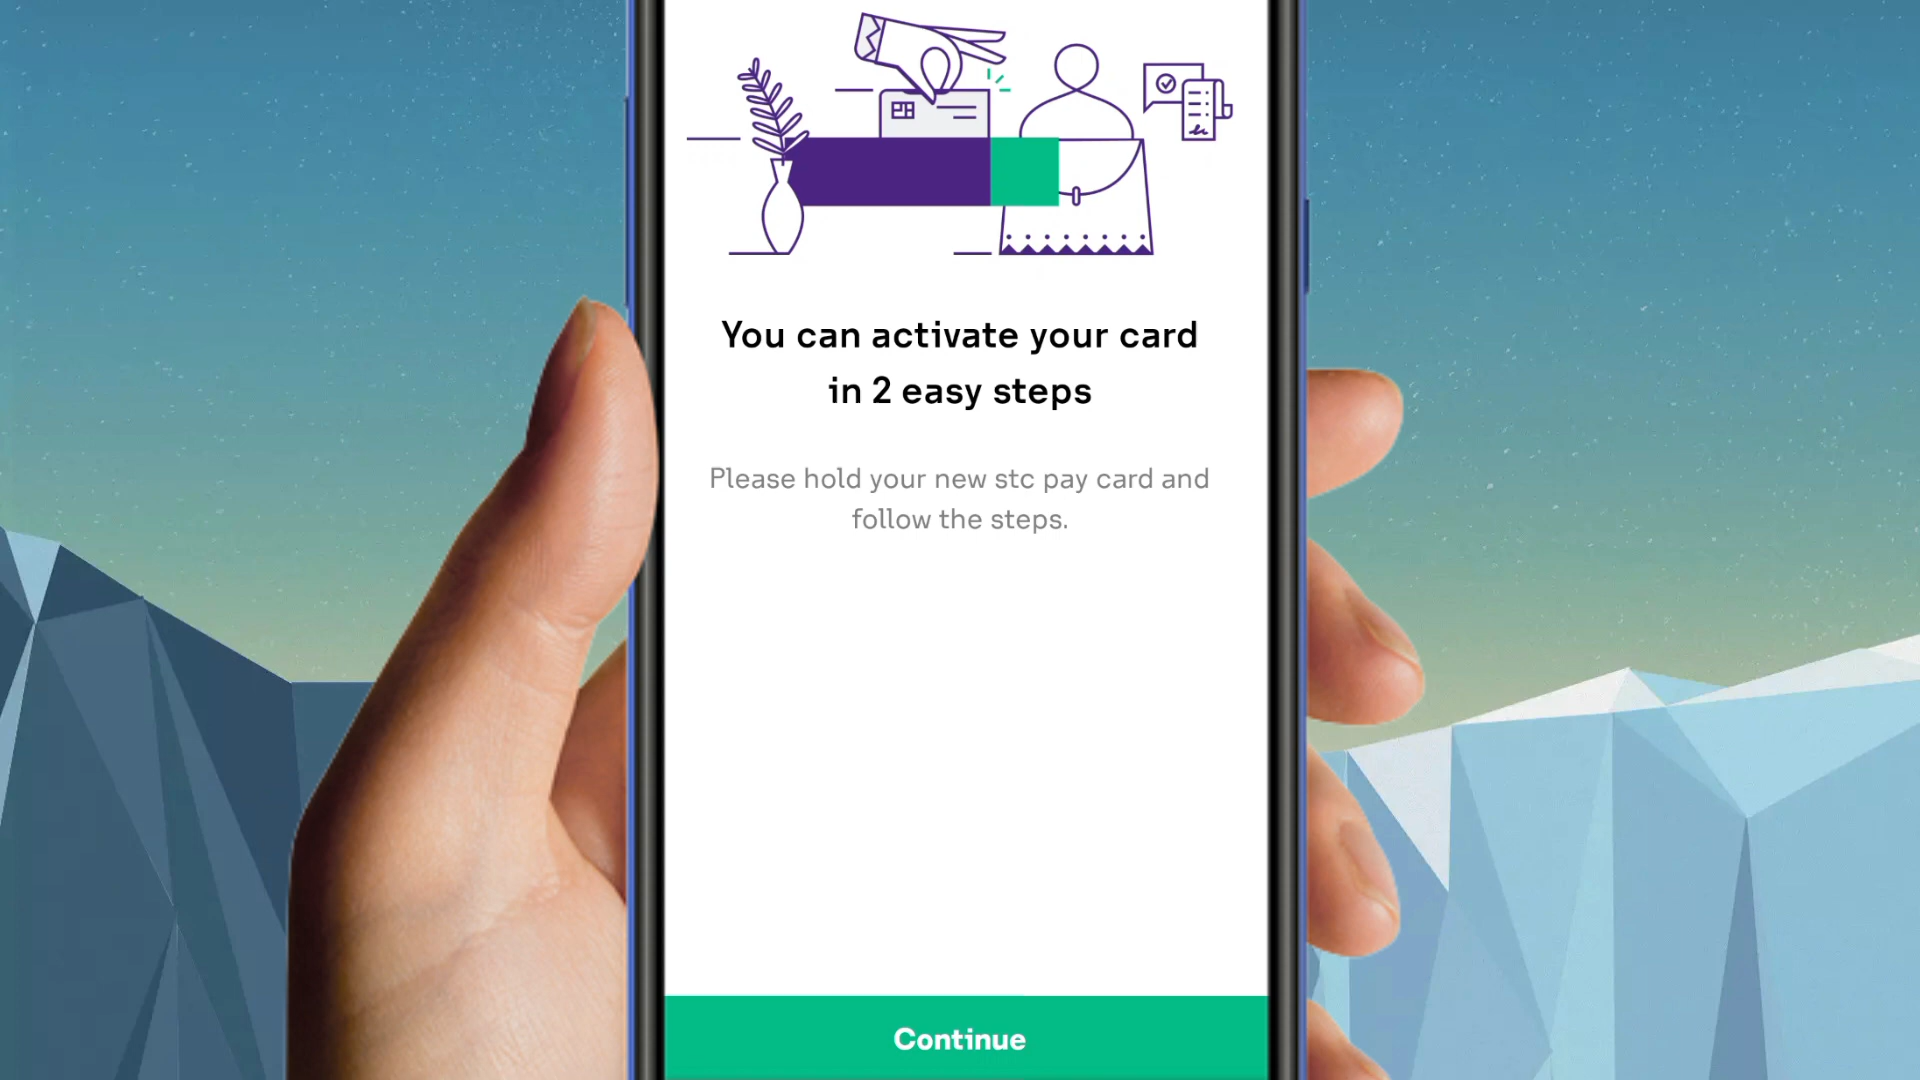 You can activate your card
in 2 easy steps
Please hold your new stc pay card and
follow the steps.
Continue